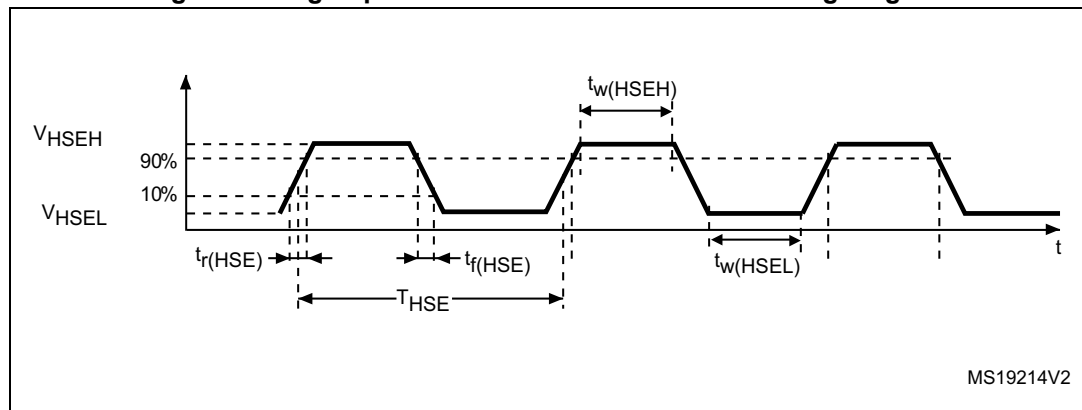 tw(HSEH)
VHSEH
90%
10%
VHSEL
tr(HSE)
tf(HSE)
tw(HSEL)
t
THSE
MS19214V2